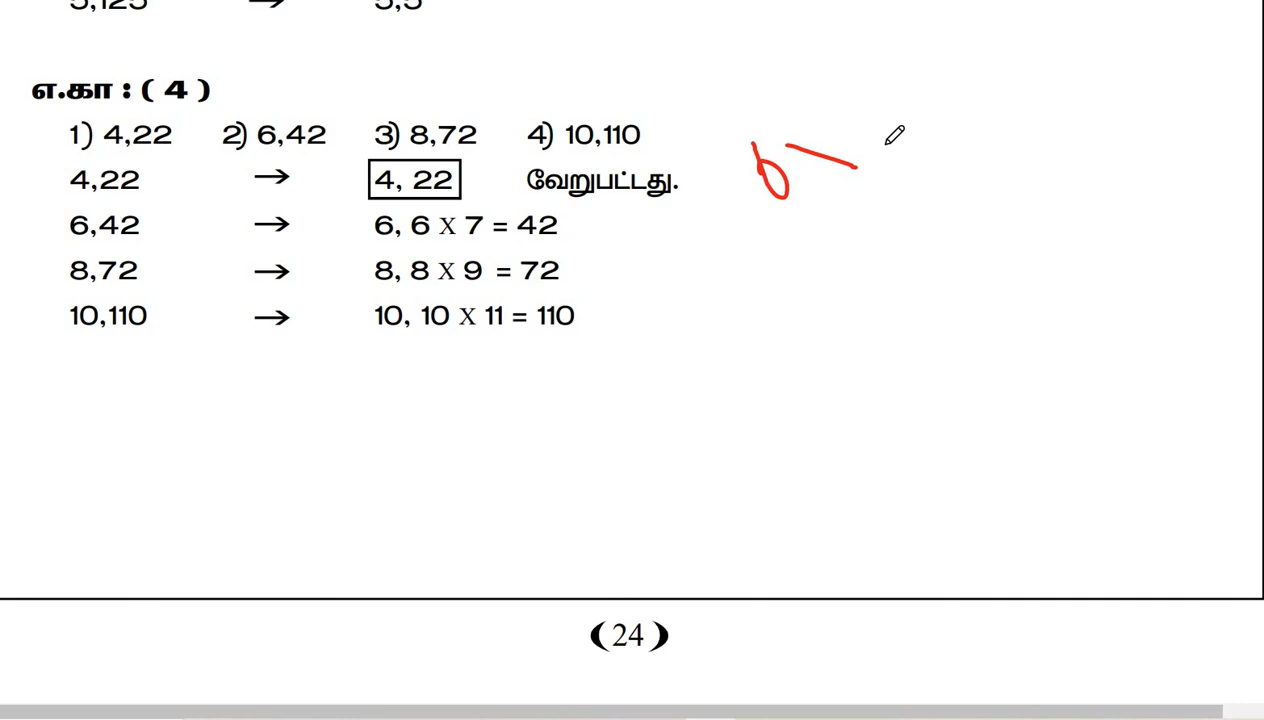 எ.கா : ( 4 )
1) 4,22 2) 6,42 3) 8,72 4) 10,110
4,22 → 4, 22 வேறுபட்டது.
6,42 → 6, 6 X 7 = 42
8,72 → 8, 8 X 9 = 72
10,110 → 10, 10 X 11 = 110
(24)